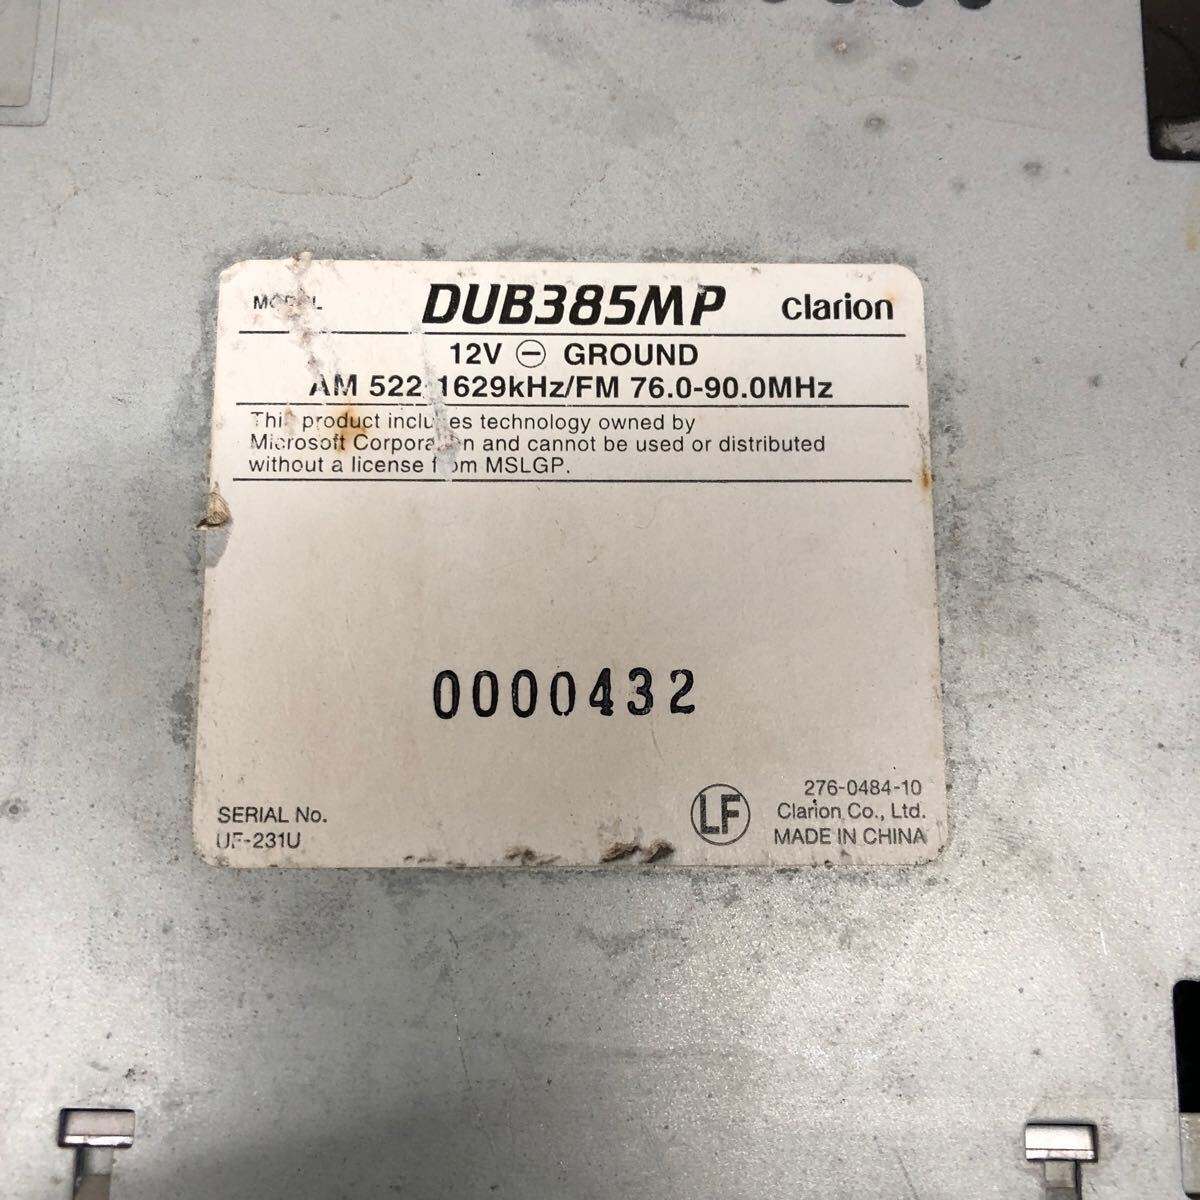 MODEL DUB385MP clarion
12V ⊖ GROUND
AM 522-1629kHz/FM 76.0-90.0MHz
This product includes technology owned by
Microsoft Corporation and cannot be used or distributed
without a license from MSLGP.
0000432
276-0484-10
SERIAL No. LF Clarion Co., Ltd.
UF-231U MADE IN CHINA